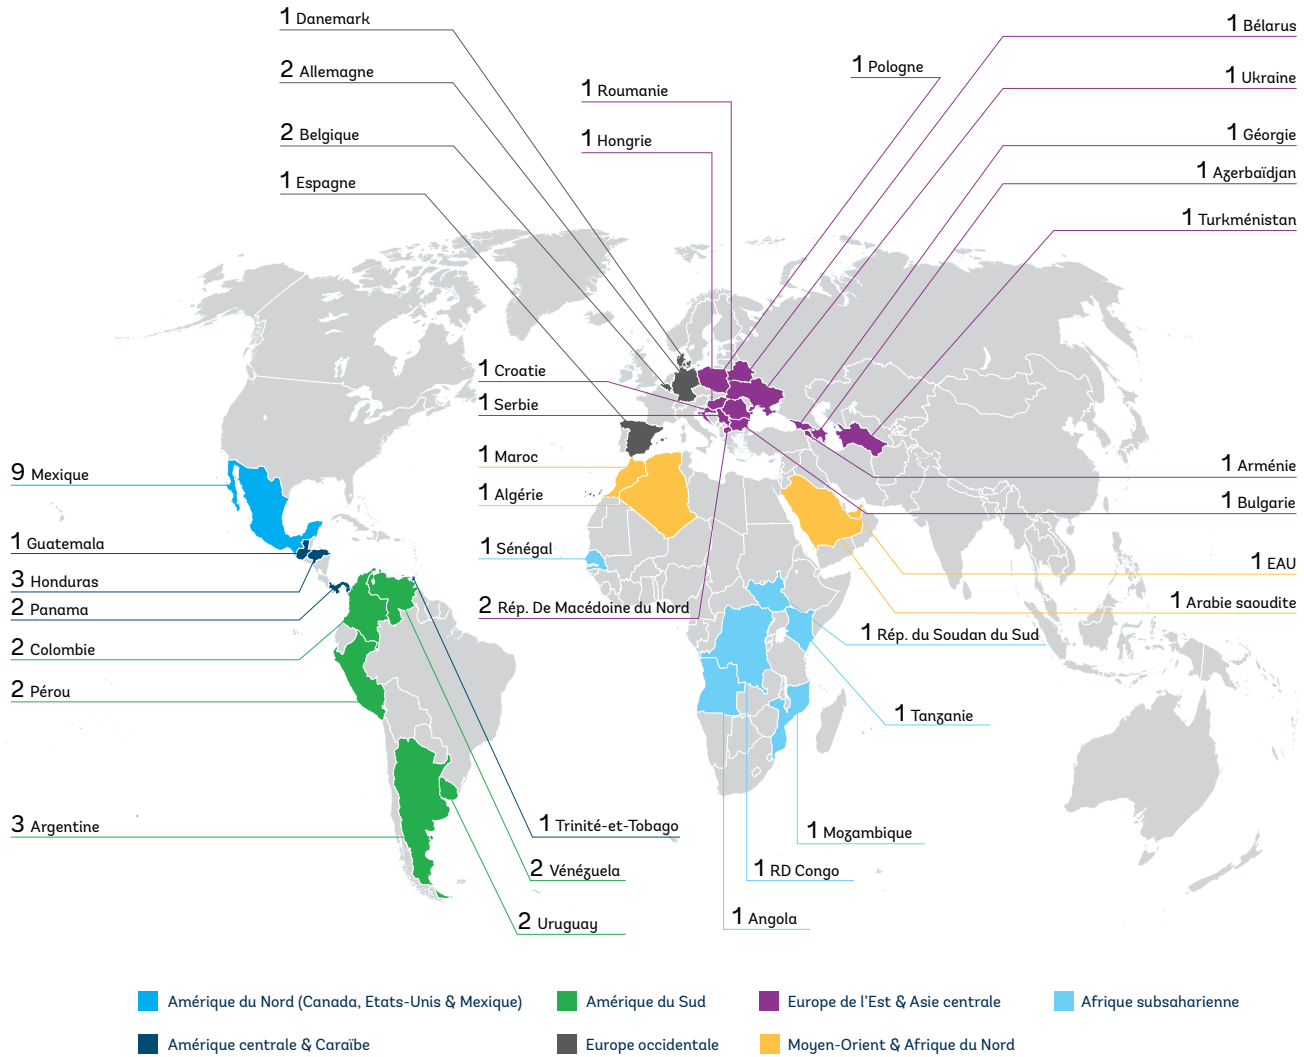 1 Danemark
2 Allemagne
2 Belgique
1 Espagne
1 Roumanie
1 Hongrie
1 Pologne
1 Bélarus
1 Ukraine
1 Géorgie
1 Azerbaïdjan
1 Turkménistan
1 Croatie
1 Serbie
1 Maroc
1 Algérie
1 Sénégal
2 Rép. De Macédoine du Nord
9 Mexique
1 Guatemala
3 Honduras
2 Panama
2 Colombie
2 Pérou
3 Argentine
1 Arménie
1 Bulgarie
1 EAU
1 Arabie saoudite
1 Rép. du Soudan du Sud
1 Tanzanie
1 Mozambique
1 RD Congo
1 Angola
1 Trinité-et-Tobago
2 Vénézuela
2 Uruguay
Amérique du Nord (Canada, Etats-Unis & Mexique)
Amérique du Sud
Europe de l'Est & Asie centrale
Afrique subsaharienne
Amérique centrale & Caraïbe
Europe occidentale
Moyen-Orient & Afrique du Nord